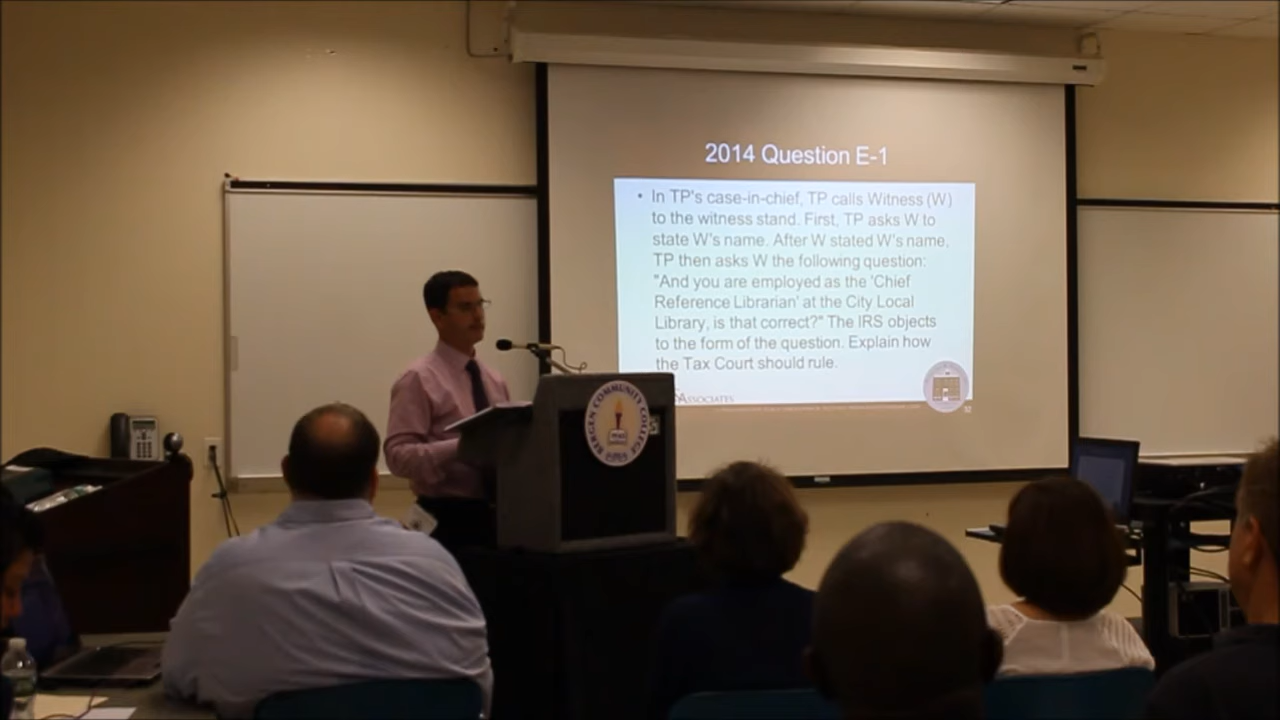 2014 Question E-1
• In TP's case-in-chief, TP calls Witness (W)
to the witness stand. First, TP asks W to
state W's name. After W stated W's name,
TP then asks W the following question:
"And you are employed as the 'Chief
Reference Librarian' at the City Local
Library, is that correct?" The IRS objects
to the form of the question. Explain how
the Tax Court should rule.
ASSOCIATES
BERGEN COMMUNITY COLLEGE